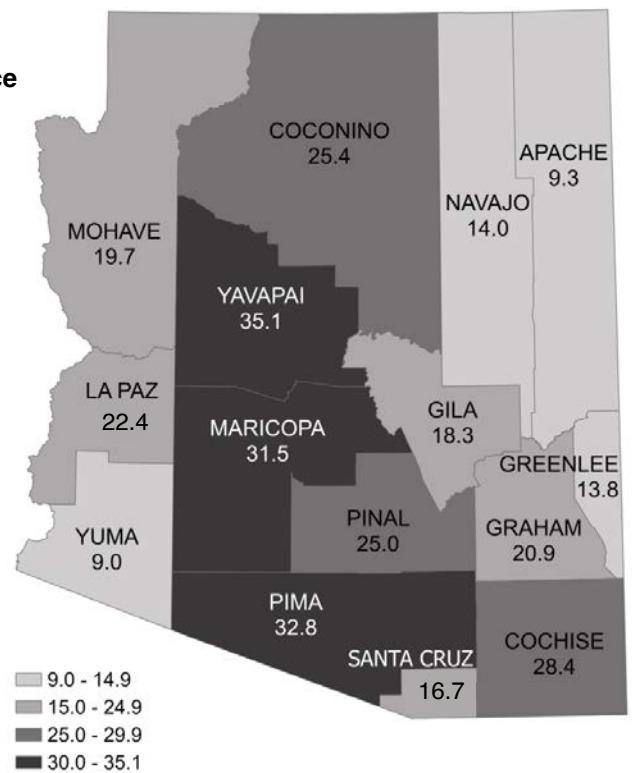 ce
COCONINO
25.4
APACHE
9.3
NAVAJO
14.0
MOHAVE
19.7
YAVAPAI
35.1
LA PAZ
22.4
MARICOPA
31.5
GILA
18.3
GREENLEE
13.8
YUMA
9.0
PINAL
25.0
GRAHAM
20.9
PIMA
32.8
SANTA CRUZ
16.7
COCHISE
28.4
9.0 - 14.9
15.0 - 24.9
25.0 - 29.9
30.0 - 35.1